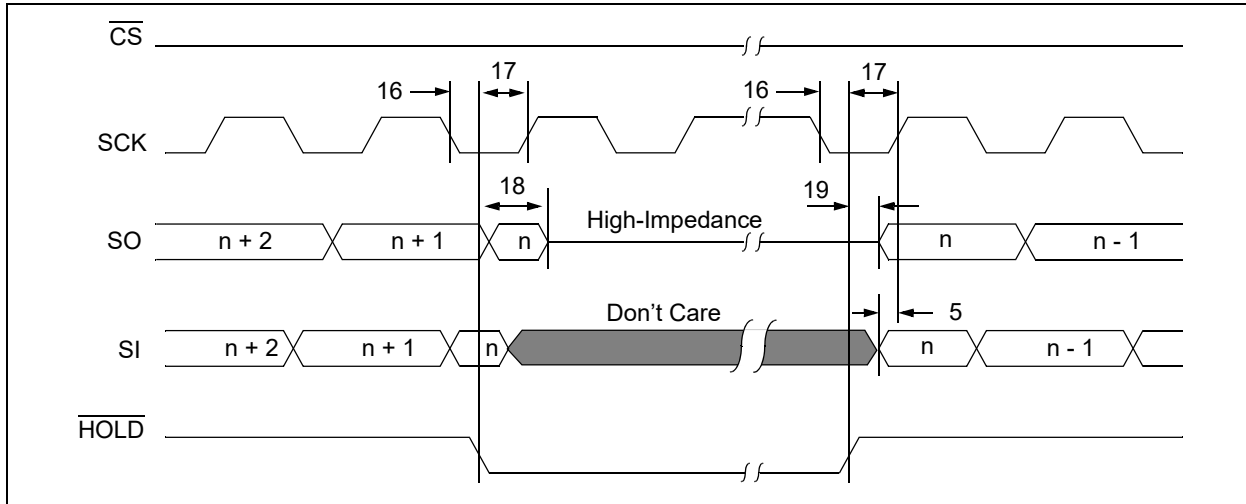 CS
16
17
16
17
SCK
18
19
High-Impedance
SO
n + 2
n + 1
n
n
n - 1
Don't Care
5
SI
n + 2
n + 1
n
n
n - 1
HOLD